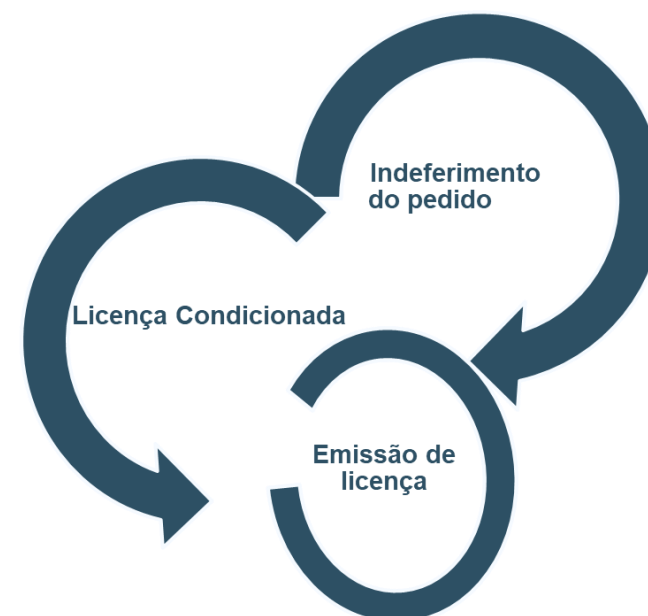 Indeferimento
do pedido
Licença Condicionada
Emissão de
licença